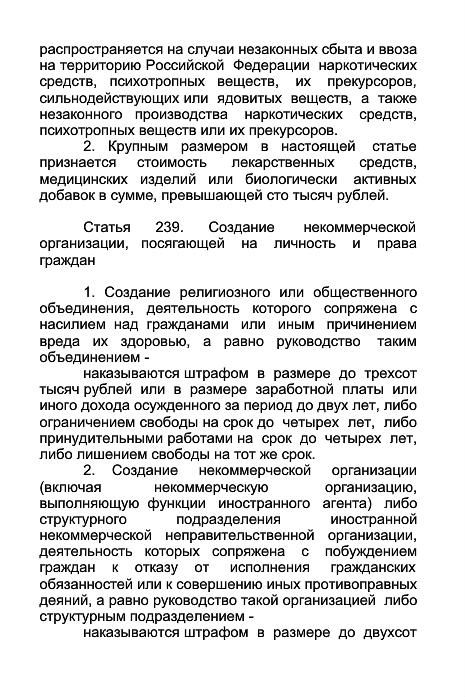 распространяется на случаи незаконных сбыта и ввоза
на территорию Российской Федерации наркотических
средств, психотропных веществ, их прекурсоров,
сильнодействующих или ядовитых веществ, а также
незаконного производства наркотических средств,
психотропных веществ или их прекурсоров.
2. Крупным размером в настоящей статье
признается стоимость лекарственных средств,
медицинских изделий или биологически активных
добавок в сумме, превышающей сто тысяч рублей.
Статья 239. Создание некоммерческой
организации, посягающей на личность и права
граждан
1. Создание религиозного или общественного
объединения, деятельность которого сопряжена с
насилием над гражданами или иным причинением
вреда их здоровью, а равно руководство таким
объединением -
наказываются штрафом в размере до трехсот
тысяч рублей или в размере заработной платы или
иного дохода осужденного за период до двух лет, либо
ограничением свободы на срок до четырех лет, либо
принудительными работами на срок до четырех лет,
либо лишением свободы на тот же срок.
2. Создание некоммерческой организации
(включая некоммерческую организацию,
выполняющую функции иностранного агента) либо
структурного подразделения иностранной
некоммерческой неправительственной организации,
деятельность которых сопряжена с побуждением
граждан к отказу от исполнения гражданских
обязанностей или к совершению иных противоправных
деяний, а равно руководство такой организацией либо
структурным подразделением -
наказываются штрафом в размере до двухсот